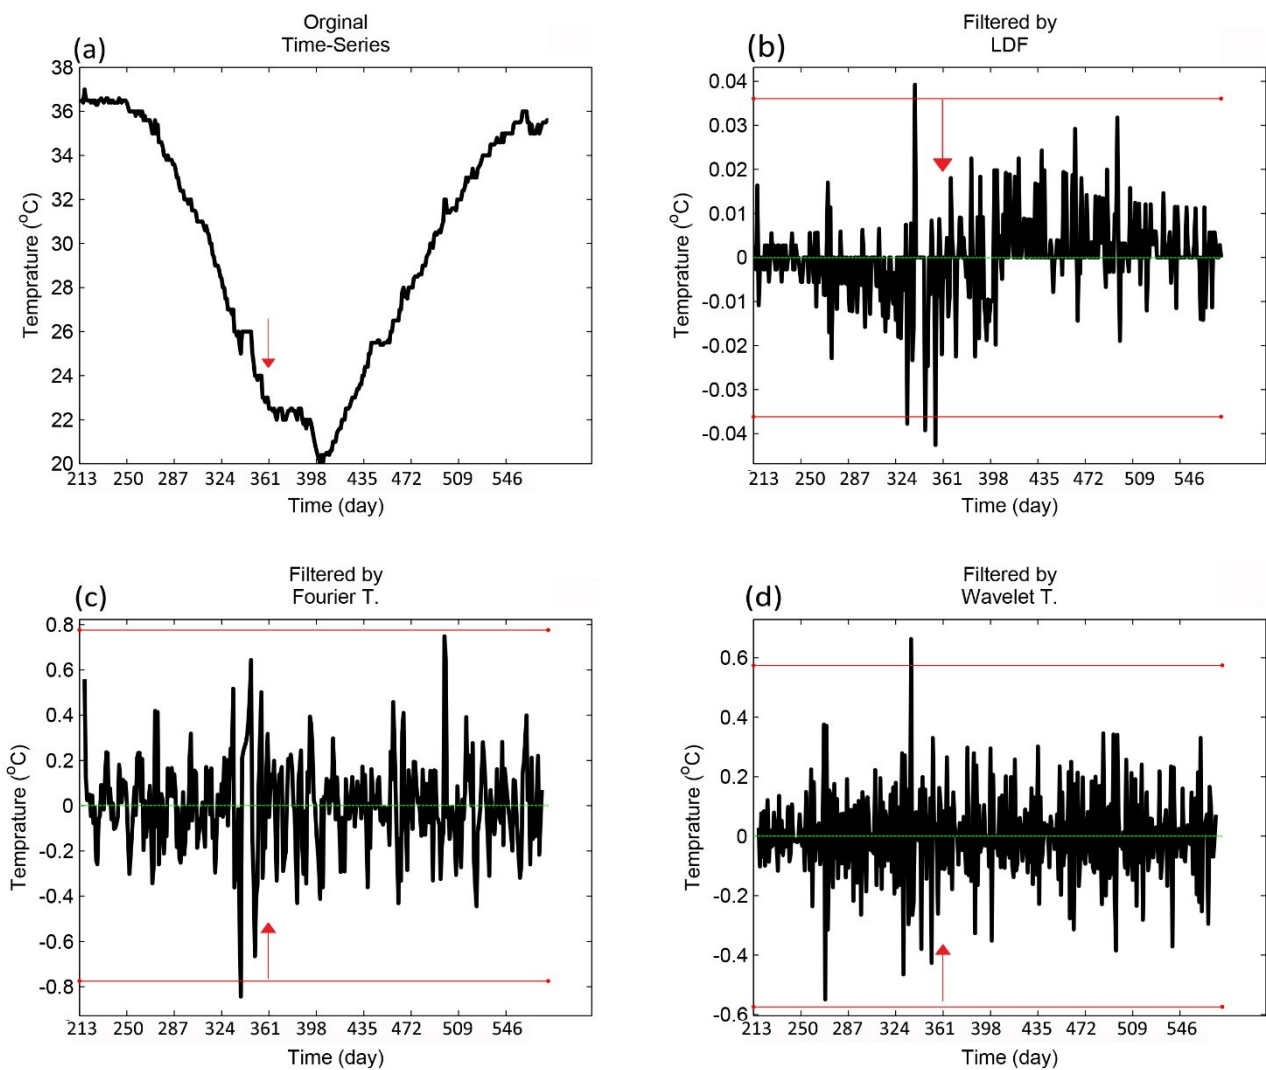 (a)
Orginal
Time-Series
38
36
34
32
30
28
26
24
22
20
Temprature (°C)
213 250 287 324 361 398 435 472 509 546
Time (day)
(b)
Filtered by
LDF
0.04
0.03
0.02
0.01
0
-0.01
-0.02
-0.03
-0.04
Temprature (°C)
213 250 287 324 361 398 435 472 509 546
Time (day)
(c)
Filtered by
Fourier T.
0.8
0.6
0.4
0.2
0
-0.2
-0.4
-0.6
-0.8
Temprature (°C)
213 250 287 324 361 398 435 472 509 546
Time (day)
(d)
Filtered by
Wavelet T.
0.6
0.4
0.2
0
-0.2
-0.4
-0.6
Temprature (°C)
213 250 287 324 361 398 435 472 509 546
Time (day)